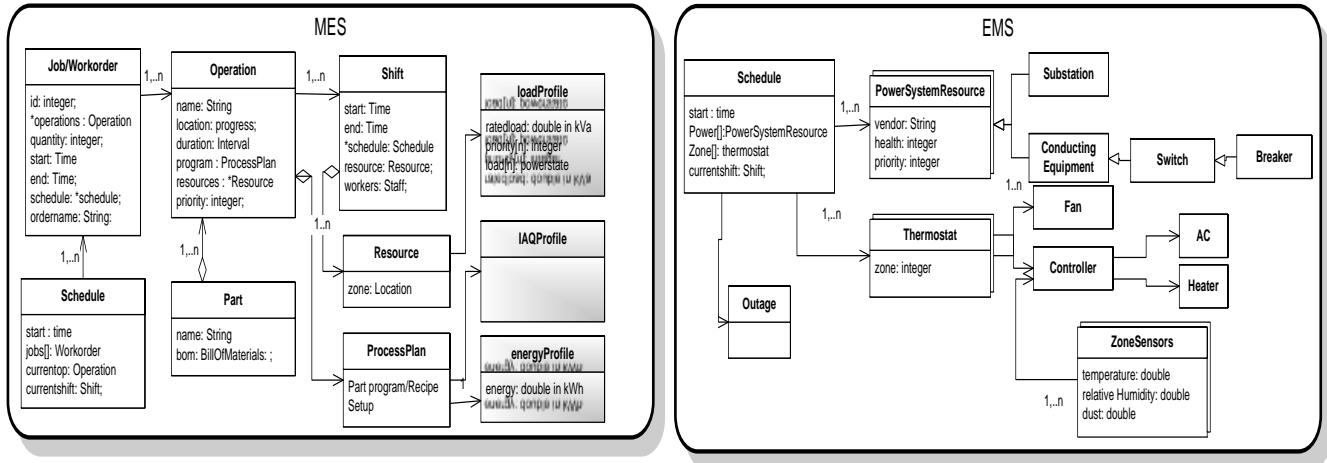 MES
Job/Workorder
id: integer;
*operations : Operation
quantity: integer;
start: Time
end: Time;
schedule: *schedule;
ordername: String:
1,..n
Operation
name: String
location: progress;
duration: Interval
program : ProcessPlan
resources : *Resource
priority: integer;
1,..n
Shift
start: Time
end: Time
*schedule: Schedule
resource: Resource;
workers: Staff;
loadProfile
ratedload: double in kVa
priority[n]: integer
load[n]: powerstate
1,..n
1,..n
1..n
Schedule
start : time
jobs[]: Workorder
currentop: Operation
currentshift: Shift;
Part
name: String
bom: BillOfMaterials: ;
Resource
zone: Location
IAQProfile
ProcessPlan
Part program/Recipe
Setup
1
energyProfile
energy: double in kWh
EMS
Schedule
start : time
Power[]:PowerSystemResource
Zone[]: thermostat
currentshift: Shift;
1,..n
PowerSystemResource
vendor: String
health: integer
priority: integer
Substation
Conducting
Equipment
Switch
Breaker
1,..n
1..n
Thermostat
zone: integer
Fan
Controller
AC
Heater
Outage
1,..n
ZoneSensors
temperature: double
relative Humidity: double
dust: double